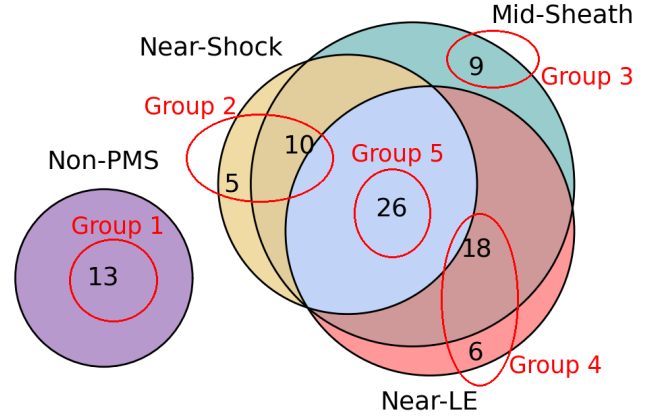 Mid-Sheath
Near-Shock
9
Group 3
Group 2
10
Non-PMS
Group 5
5
26
Group 1
18
13
6
Group 4
Near-LE